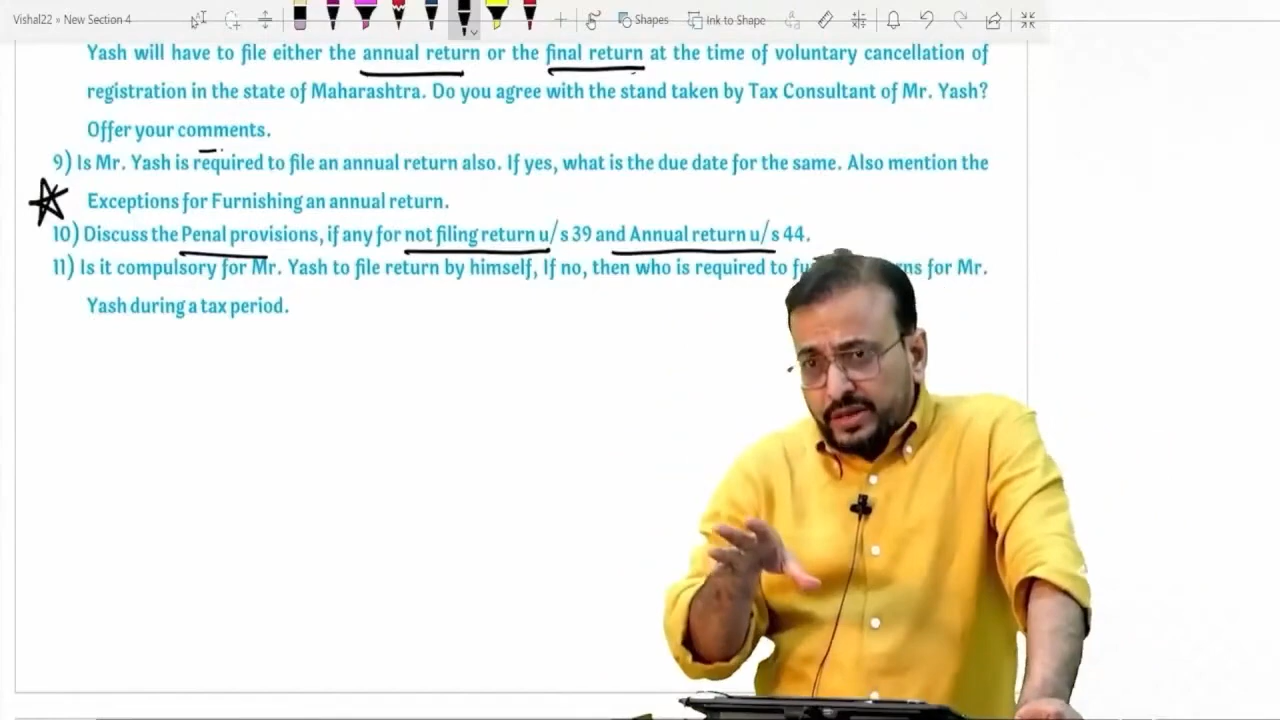 Vishal22 » New Section 4
Shapes
Ink to Shape
Yash will have to file either the annual return or the final return at the time of voluntary cancellation of
registration in the state of Maharashtra. Do you agree with the stand taken by Tax Consultant of Mr. Yash?
Offer your comments.
9) Is Mr. Yash is required to file an annual return also. If yes, what is the due date for the same. Also mention the
Exceptions for Furnishing an annual return.
10) Discuss the Penal provisions, if any for not filing return u/s 39 and Annual return u/s 44.
11) Is it compulsory for Mr. Yash to file return by himself, If no, then who is required to for Mr.
Yash during a tax period.